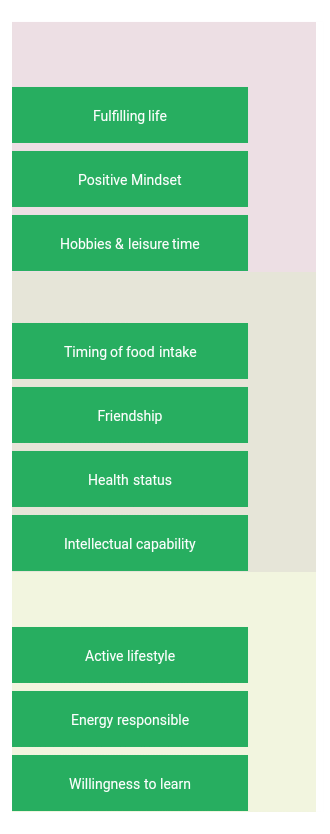 Fulfilling life
Positive Mindset
Hobbies & leisure time
Timing of food intake
Friendship
Health status
Intellectual capability
Active lifestyle
Energy responsible
Willingness to learn